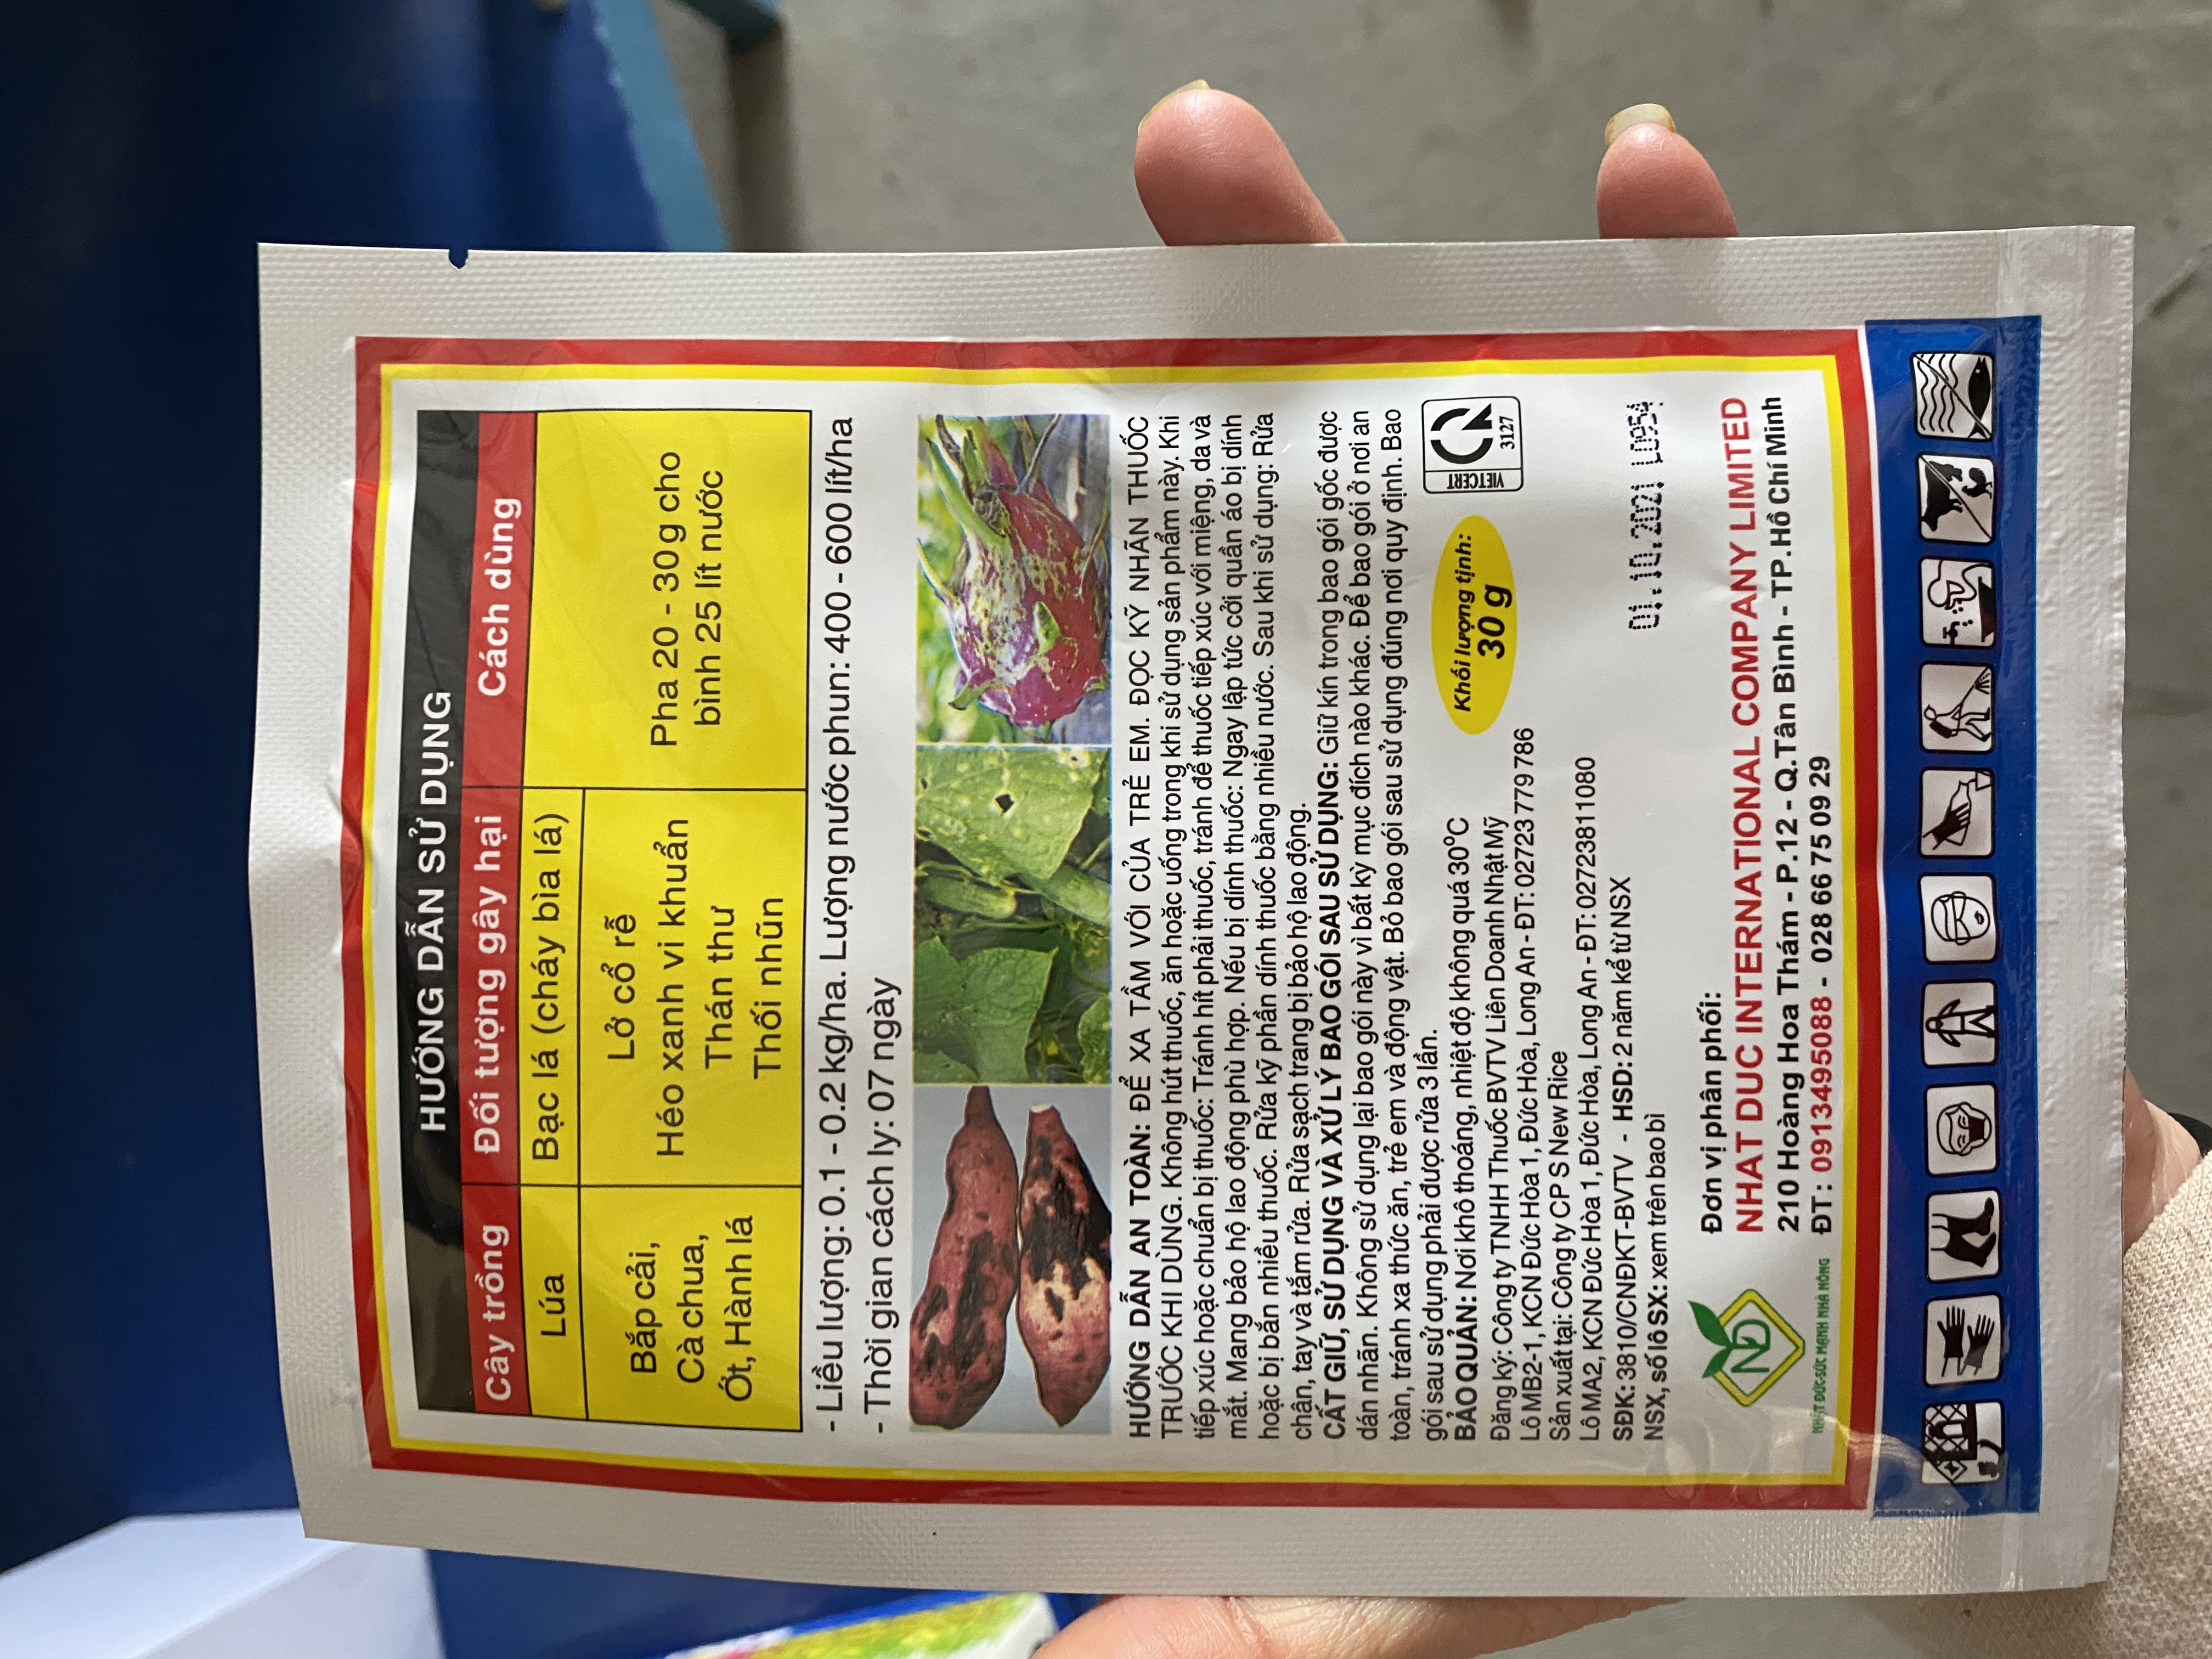 HƯỚNG DẪN SỬ DỤNG
Cây trồng Đối tượng gây hại Cách dùng
Lúa Bạc lá (cháy bìa lá)
Bắp cải,
Cà chua,
Ớt, Hành lá
Lở cổ rễ
Héo xanh vi khuẩn
Thán thư
Thối nhũn
Pha 20 - 30g cho
bình 25 lít nước
- Liều lượng: 0.1 - 0.2 kg/ha. Lượng nước phun: 400 - 600 lít/ha
- Thời gian cách ly: 07 ngày
HƯỚNG DẪN AN TOÀN: ĐỂ XA TẦM VỚI CỦA TRẺ EM. ĐỌC KỸ NHÃN THUỐC
TRƯỚC KHI DÙNG. Không hút thuốc, ăn hoặc uống trong khi sử dụng sản phẩm này. Khi
tiếp xúc hoặc chuẩn bị thuốc: Tránh hít phải thuốc, tránh để thuốc tiếp xúc với miệng, da và
mắt. Mang bảo hộ lao động phù hợp. Nếu bị dính thuốc: Ngay lập tức cởi quần áo bị dính
hoặc bị bắn nhiều thuốc. Rửa kỹ phần dính thuốc bằng nhiều nước. Sau khi sử dụng: Rửa
chân, tay và tắm rửa. Rửa sạch trang bị bảo hộ lao động.
CẤT GIỮ, SỬ DỤNG VÀ XỬ LÝ BAO GÓI SAU SỬ DỤNG: Giữ kín trong bao gói gốc được
dán nhãn. Không sử dụng lại bao gói này vì bất kỳ mục đích nào khác. Để bao gói ở nơi an
toàn, tránh xa thức ăn, trẻ em và động vật. Bỏ bao gói sau sử dụng đúng nơi quy định. Bao
gói sau sử dụng phải được rửa 3 lần.
BẢO QUẢN: Nơi khô thoáng, nhiệt độ không quá 30°C
Đăng ký: Công ty TNHH Thuốc BVTV Liên Doanh Nhật Mỹ
Lô MB2-1, KCN Đức Hòa 1, Đức Hòa, Long An - ĐT: 02723 779 786
Sản xuất tại: Công ty CP S New Rice
Lô MA2, KCN Đức Hòa 1, Đức Hòa, Long An - ĐT: 02723811080
SĐK: 3810/CNĐKT-BVTV - HSD: 2 năm kể từ NSX
NSX, số lô SX: xem trên bao bì
Khối lượng tịnh:
30 g
VIETCERT
3127
01.10.2021 L0954
Đơn vị phân phối:
NHAT DUC INTERNATIONAL COMPANY LIMITED
210 Hoàng Hoa Thám - P.12 - Q.Tân Bình - TP.Hồ Chí Minh
ĐT: 0913495088 - 028 66 75 09 29
NĐ
NHẬT ĐỨC-SỨC MẠNH NHÀ NÔNG